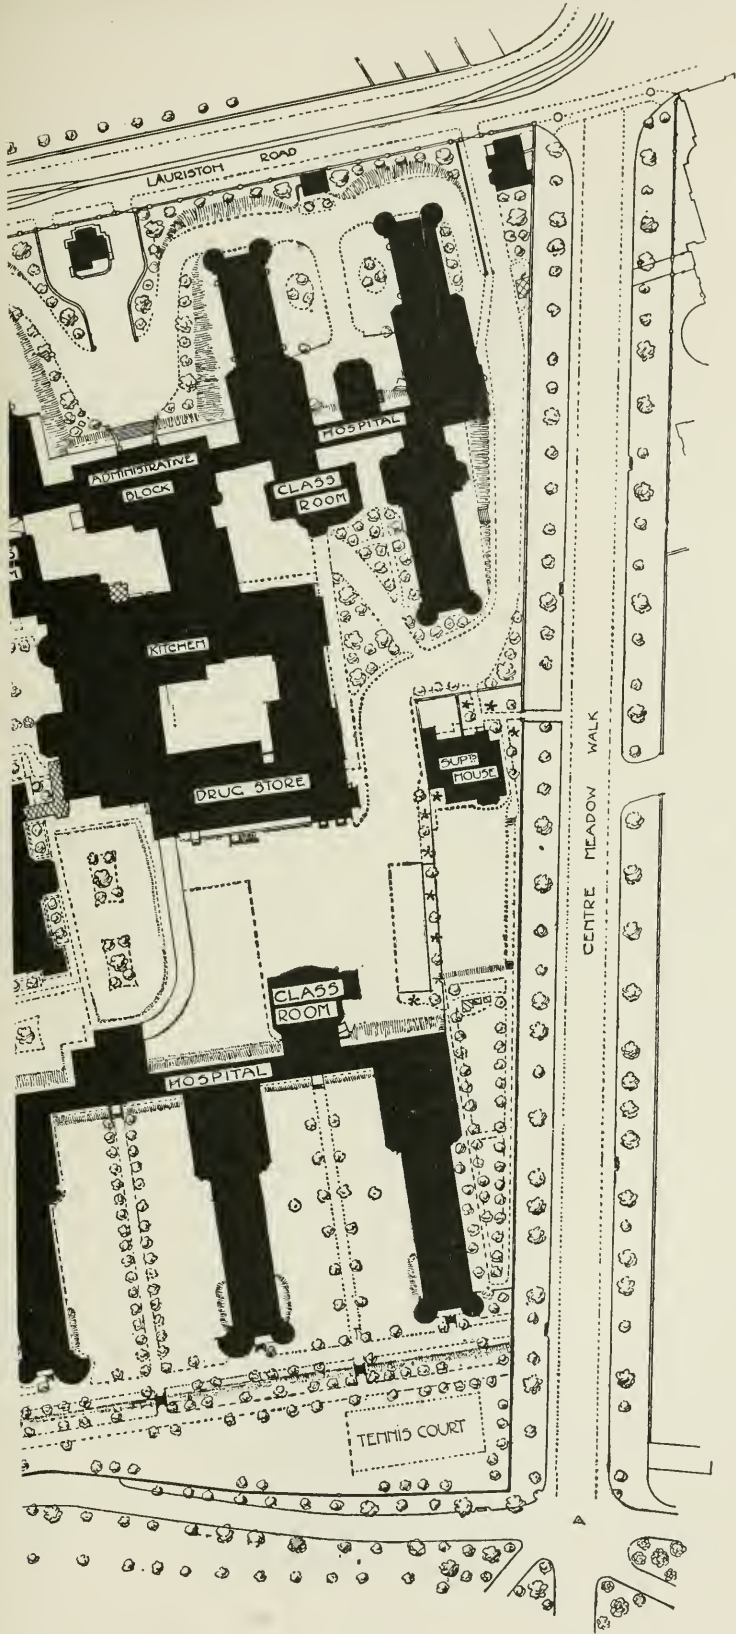 LAURISTON ROAD
HOSPITAL
ADMINISTRATIVE
BLOCK
CLASS
ROOM
KITCHEN
SUPTS
HOUSE
DRUG STORE
CENTRE MEADOW WALK
CLASS
ROOM
HOSPITAL
TENNIS COURT
A